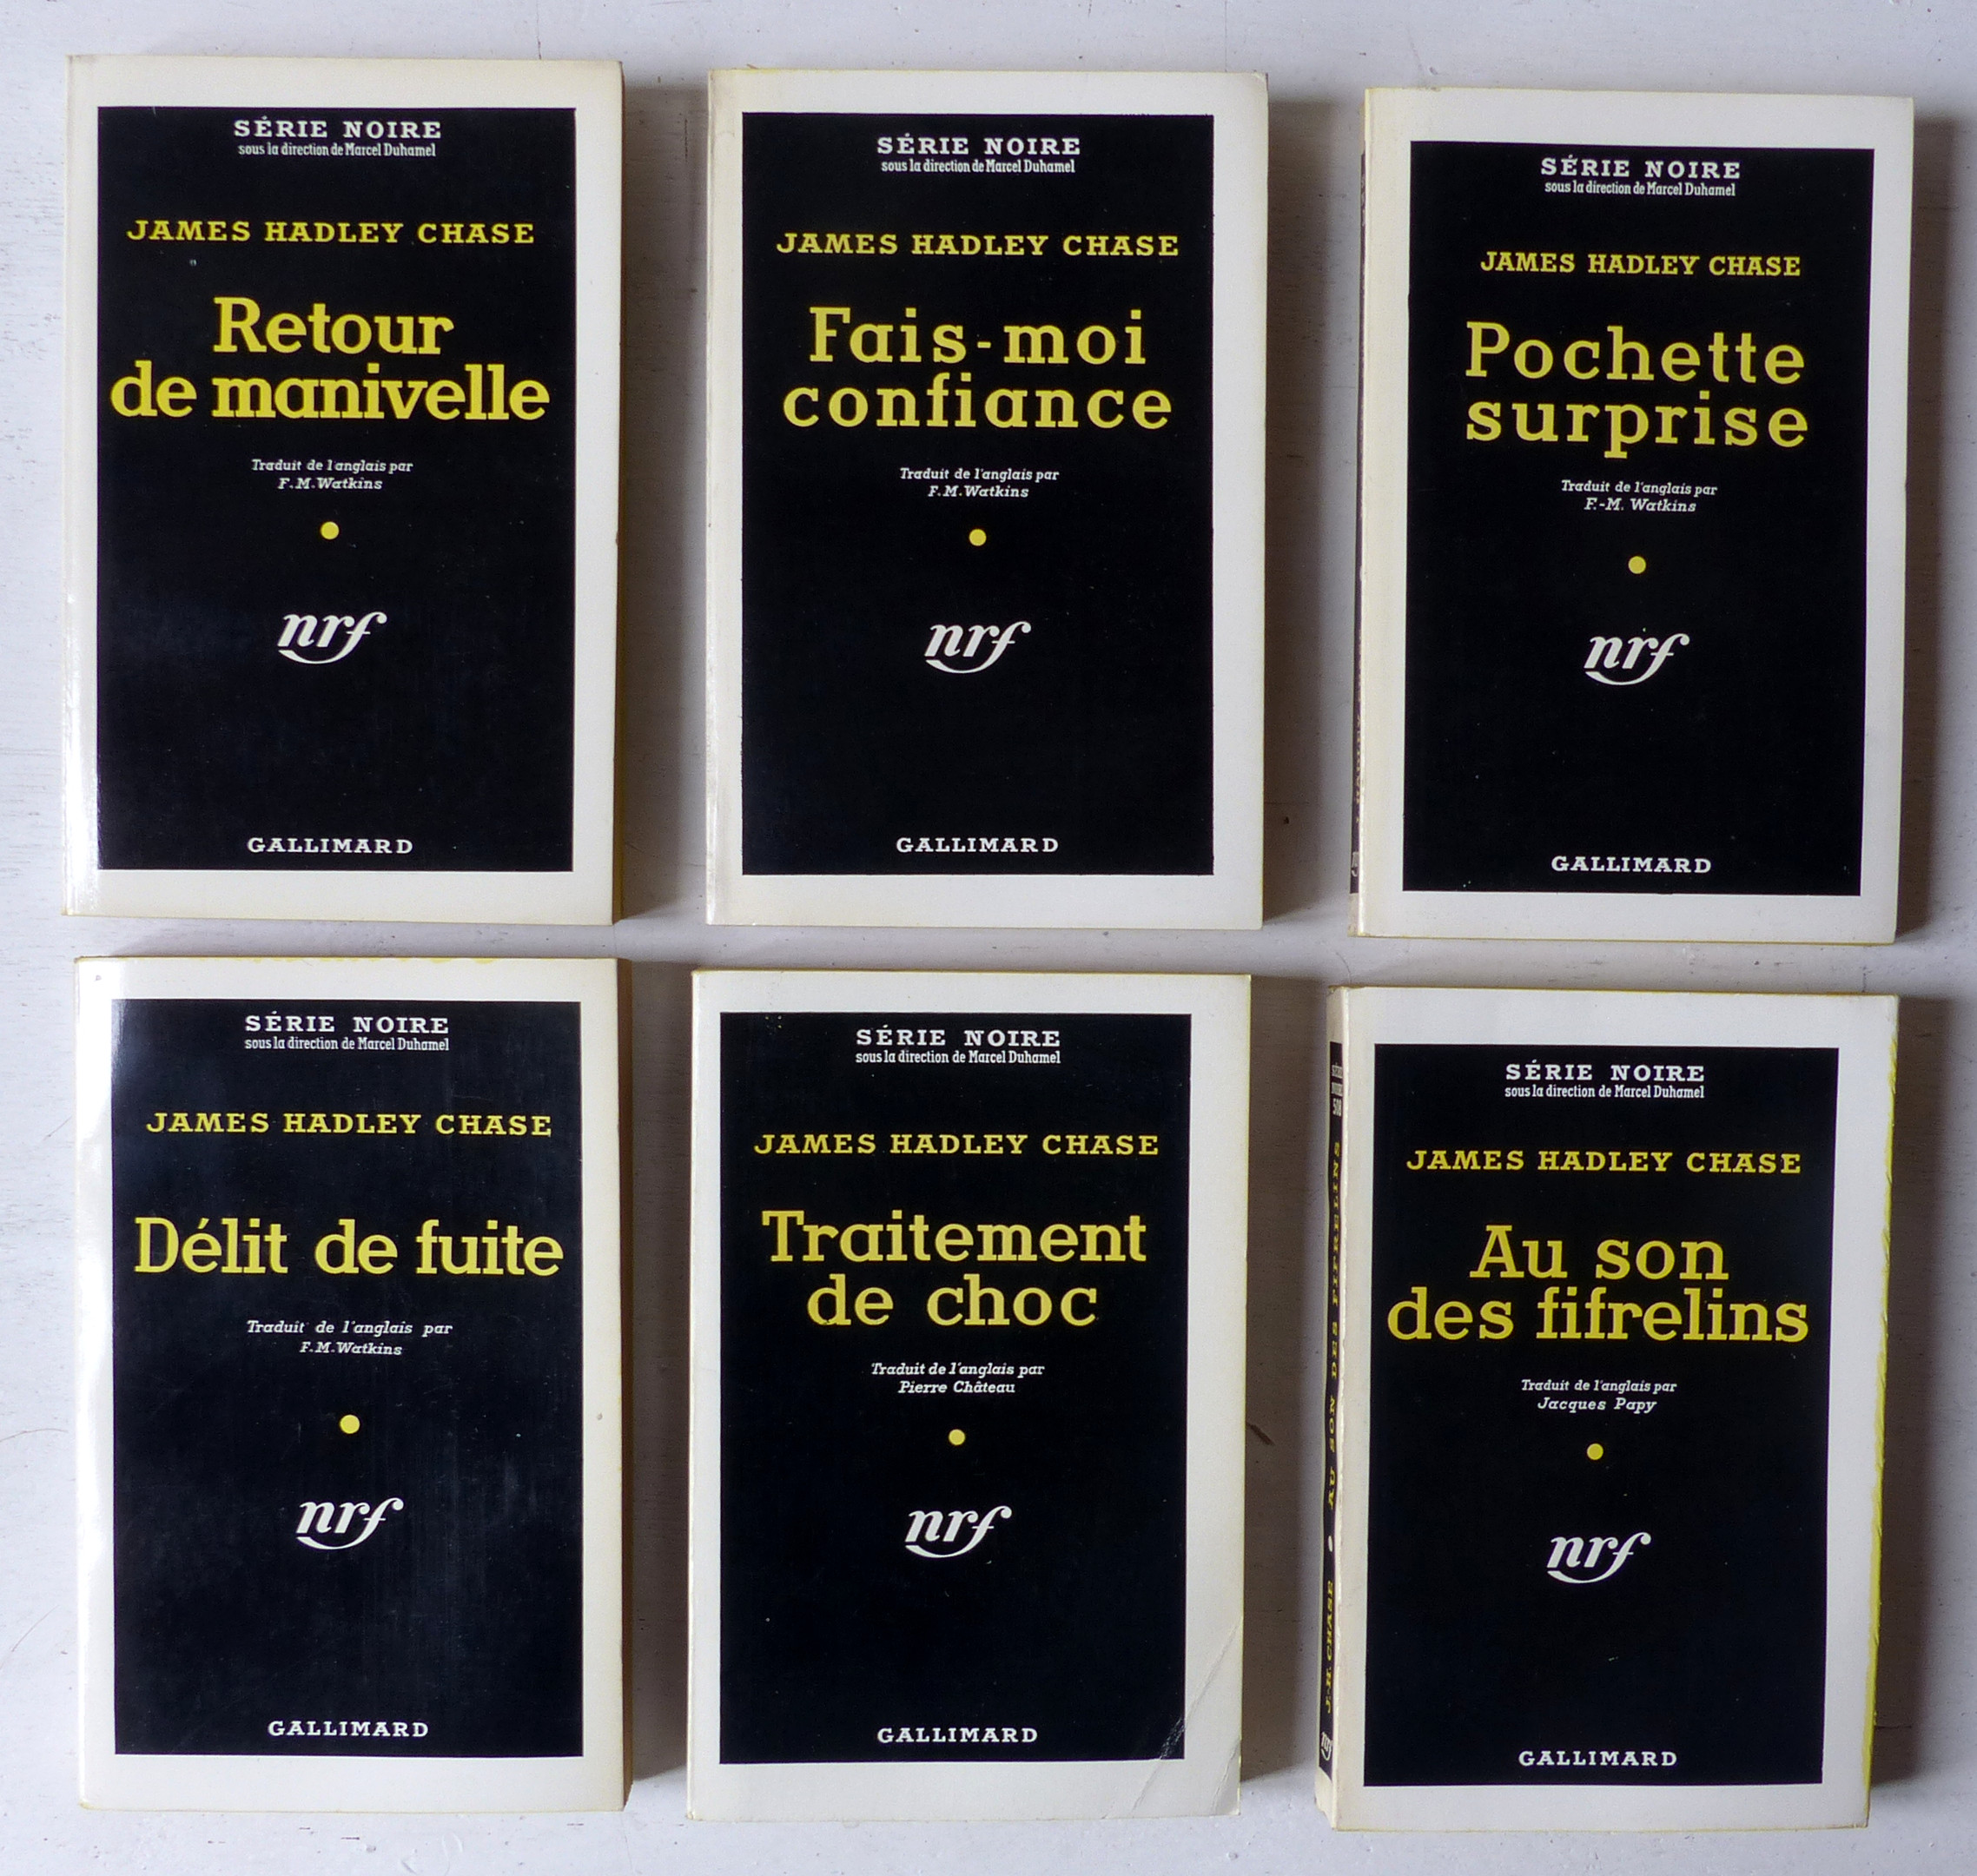 SÉRIE NOIRE
sous la direction de Marcel Duhamel
JAMES HADLEY CHASE
Retour
de manivelle
Traduit de l'anglais par
F.M.Watkins
nrf
GALLIMARD
SÉRIE NOIRE
sous la direction de Marcel Duhamel
JAMES HADLEY CHASE
Fais-moi
confiance
Traduit de l'anglais par
F.M.Watkins
nrf
GALLIMARD
SÉRIE NOIRE
sous la direction de Marcel Duhamel
JAMES HADLEY CHASE
Pochette
surprise
Traduit de l'anglais par
F.-M. Watkins
nrf
GALLIMARD
SÉRIE NOIRE
sous la direction de Marcel Duhamel
JAMES HADLEY CHASE
Délit de fuite
Traduit de l'anglais par
F.M.Watkins
nrf
GALLIMARD
SÉRIE NOIRE
sous la direction de Marcel Duhamel
JAMES HADLEY CHASE
Traitement
de choc
Traduit de l'anglais par
Pierre Château
nrf
GALLIMARD
SÉRIE
NOIRE
508
J.-H. CHASE • AU SON DES FIFRELINS
nrf
SÉRIE NOIRE
sous la direction de Marcel Duhamel
JAMES HADLEY CHASE
Au son
des fifrelins
Traduit de l'anglais par
Jacques Papy
nrf
GALLIMARD